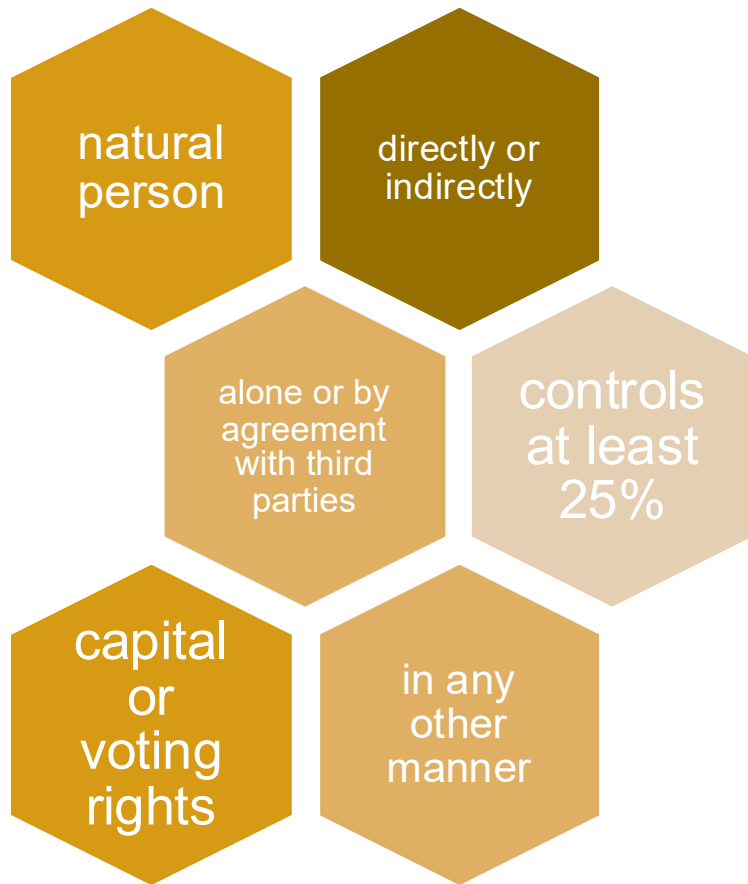 natural
person
directly or
indirectly
alone or by
agreement
with third
parties
controls
at least
25%
capital
or
voting
rights
in any
other
manner